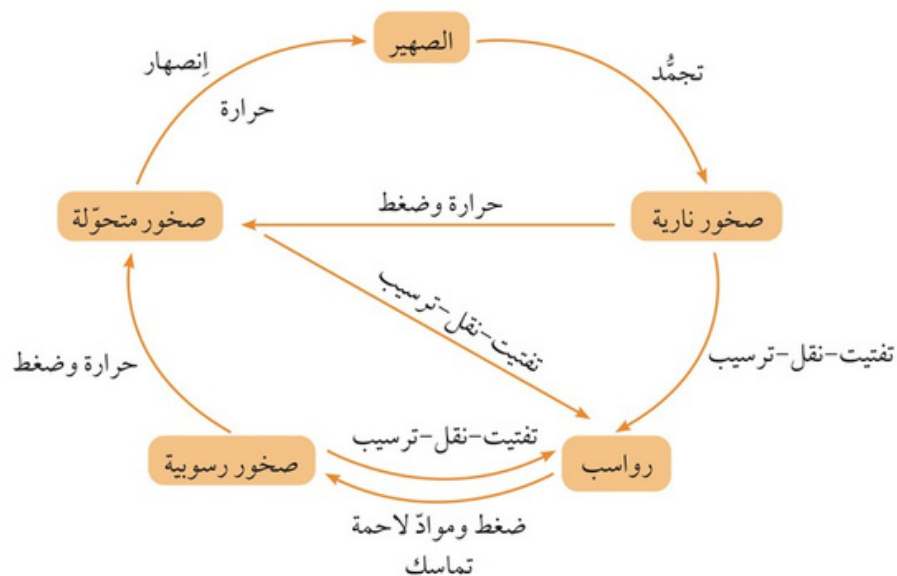 الصهير
تجمُّد
إنصهار
حرارة
صخور نارية
حرارة وضغط
صخور متحوّلة
تفتيت-نقل-ترسيب
تفتيت-نقل-ترسيب
حرارة وضغط
تفتيت-نقل-ترسيب
رواسب
صخور رسوبية
ضغط وموادّ لاحمة
تماسك